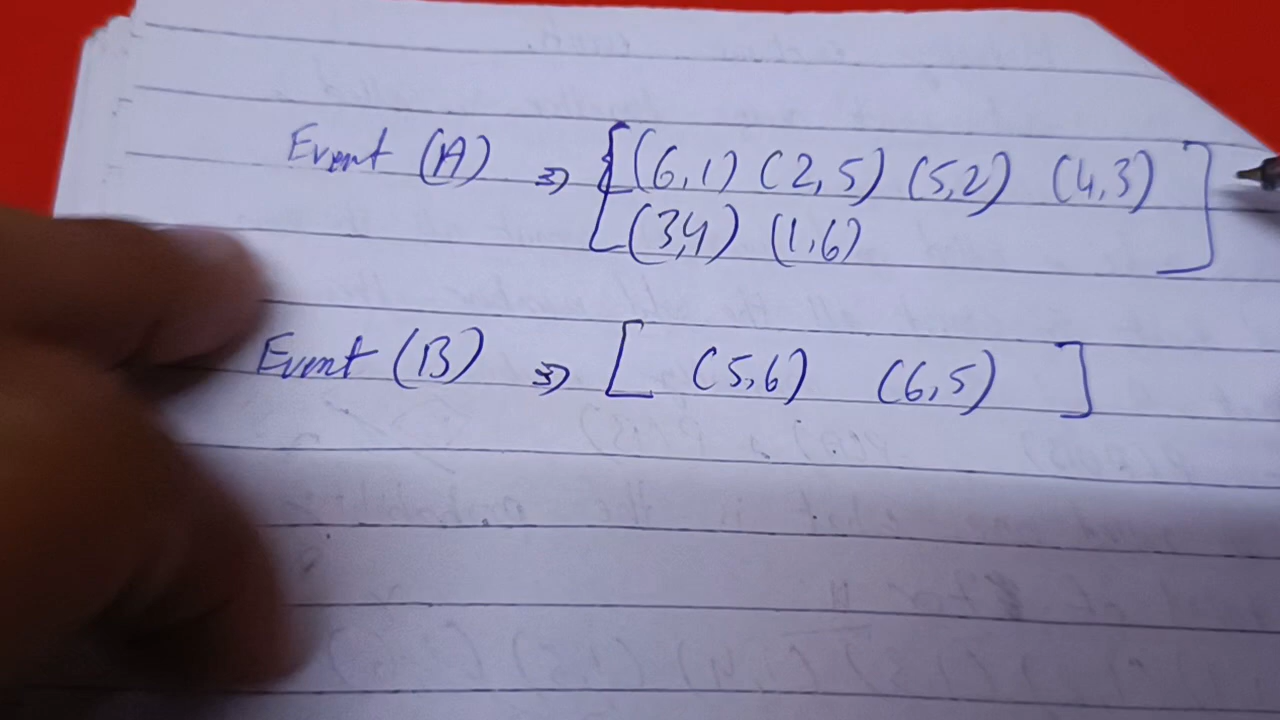 Event (A) ⇒ [(6,1) (2,5) (5,2) (4,3)
(3,4) (1,6)]
Event (B) ⇒ [ (5,6) (6,5) ]